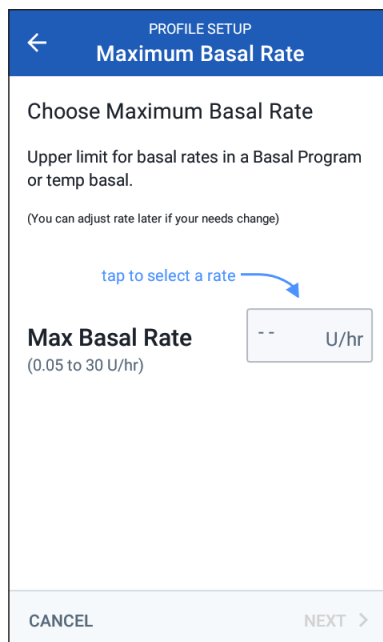 PROFILE SETUP
Maximum Basal Rate
Choose Maximum Basal Rate
Upper limit for basal rates in a Basal Program
or temp basal.
(You can adjust rate later if your needs change)
tap to select a rate
-- U/hr
Max Basal Rate
(0.05 to 30 U/hr)
CANCEL
NEXT